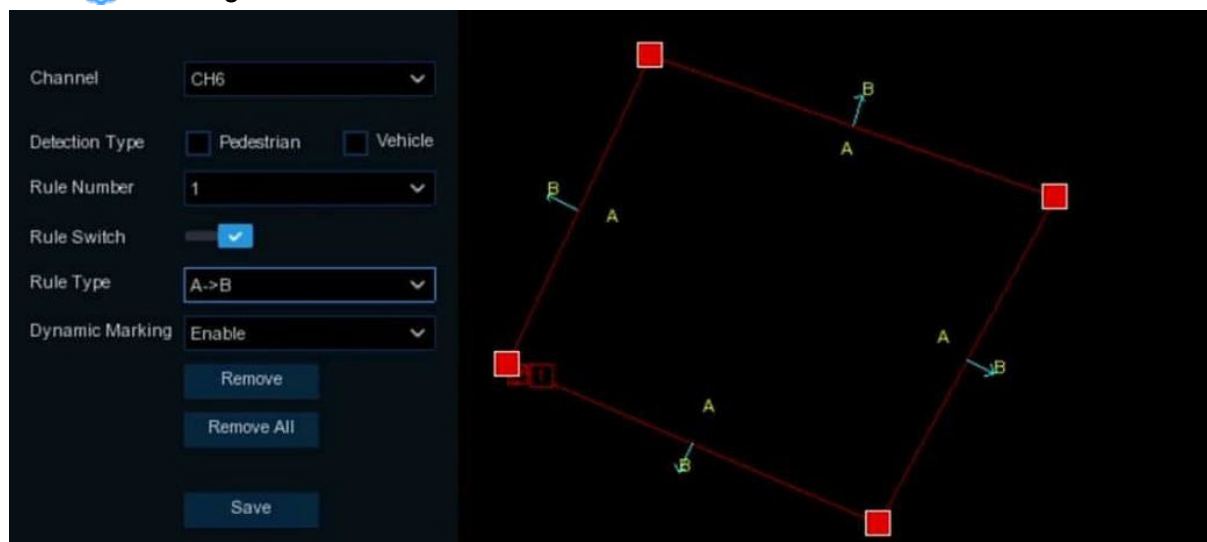 Channel
CH6
Detection Type
Pedestrian
Vehicle
Rule Number
1
Rule Switch
Rule Type
A->B
Dynamic Marking
Enable
Remove
Remove All
Save
B
A
B
A
A
B
A
B
1